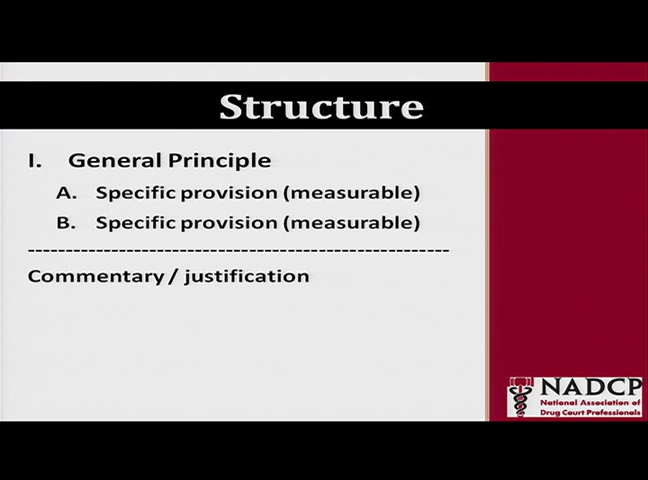 Structure
I. General Principle
A. Specific provision (measurable)
B. Specific provision (measurable)
--------------------------------------------------------
Commentary / justification
NADCP
National Association of
Drug Court Professionals